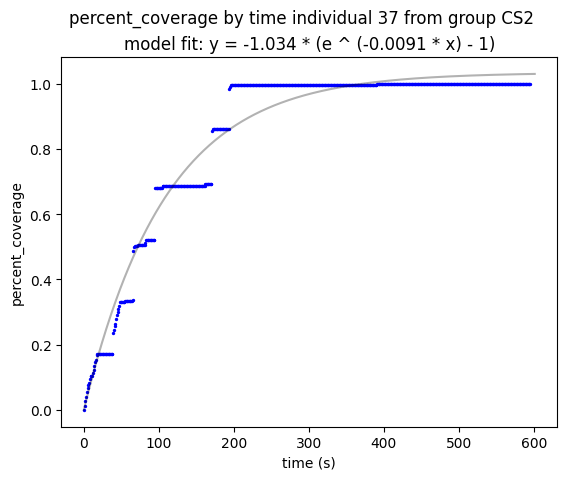 percent_coverage by time individual 37 from group CS2
model fit: y = -1.034 * (e ^ (-0.0091 * x) - 1)
1.0
0.8
0.6
0.4
0.2
0.0
percent_coverage
0 100 200 300 400 500 600
time (s)